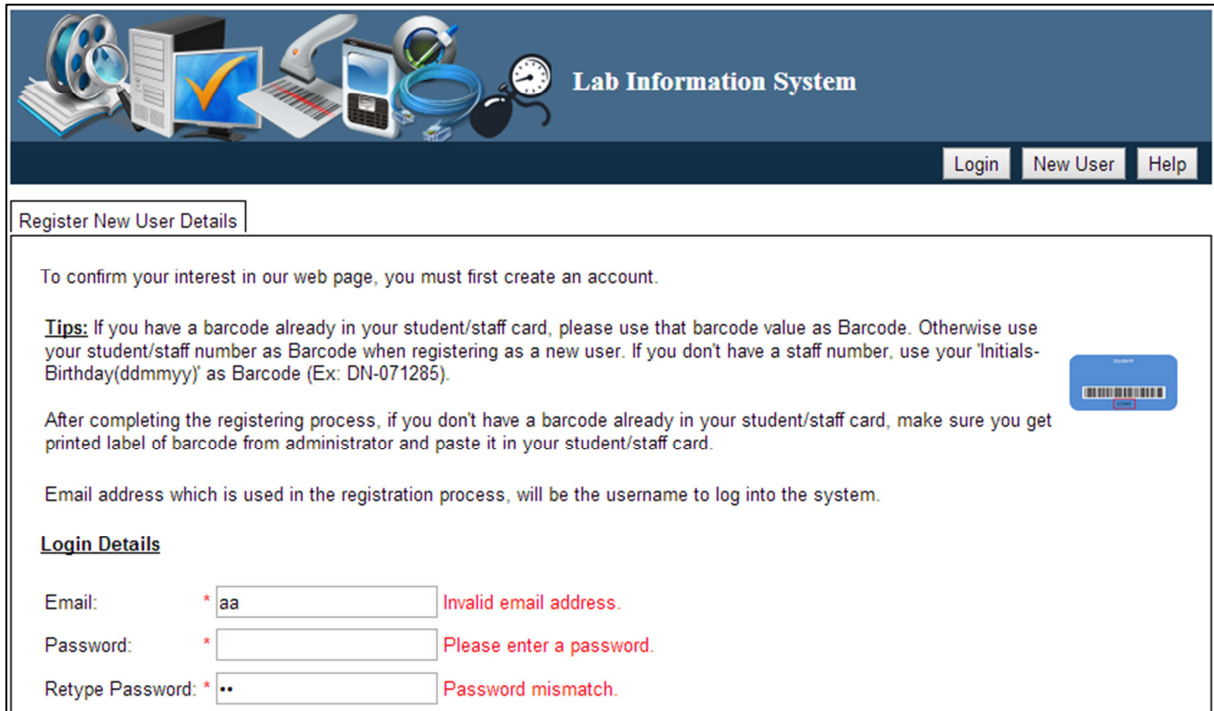 Lab Information System
Login New User Help
Register New User Details
To confirm your interest in our web page, you must first create an account.
Tips: If you have a barcode already in your student/staff card, please use that barcode value as Barcode. Otherwise use
your student/staff number as Barcode when registering as a new user. If you don't have a staff number, use your 'Initials-
Birthday(ddmmyy)' as Barcode (Ex: DN-071285).
Student
After completing the registering process, if you don't have a barcode already in your student/staff card, make sure you get
printed label of barcode from administrator and paste it in your student/staff card.
Email address which is used in the registration process, will be the username to log into the system.
Login Details
Email: * aa Invalid email address.
Password: * Please enter a password.
Retype Password: * •• Password mismatch.